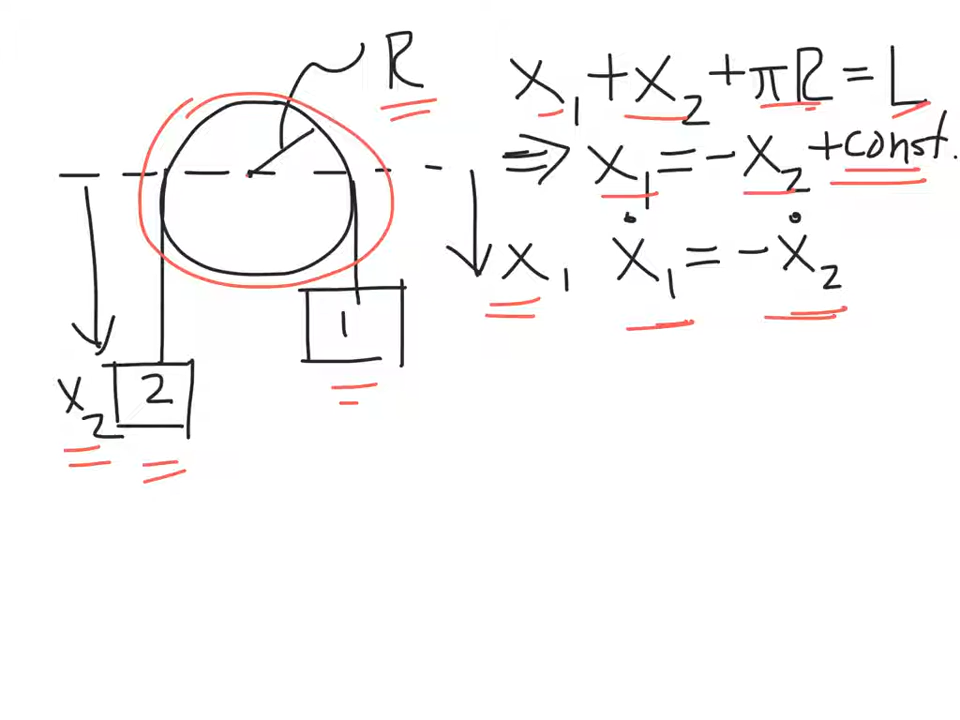 R
x₁ + x₂ + πR = L
⇒ x₁ = -x₂ + const.
x₁
ẋ₁ = -ẋ₂
1
2
x₂